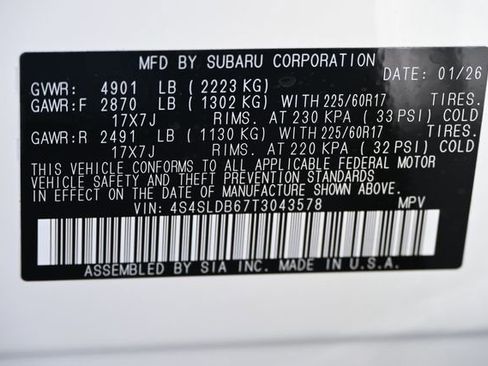 MFD BY SUBARU CORPORATION
DATE: 01/26
GVWR: 4901 LB (2223 KG)
GAWR:F 2870 LB (1302 KG) WITH 225/60R17 TIRES.
17X7J RIMS. AT 230 KPA (33 PSI) COLD
GAWR:R 2491 LB (1130 KG) WITH 225/60R17 TIRES.
17X7J RIMS. AT 220 KPA (32 PSI) COLD
THIS VEHICLE CONFORMS TO ALL APPLICABLE FEDERAL MOTOR
VEHICLE SAFETY AND THEFT PREVENTION STANDARDS
IN EFFECT ON THE DATE OF MANUFACTURE SHOWN ABOVE.
VIN: 4S4SLDB67T3043578 MPV
ASSEMBLED BY SIA INC. MADE IN U.S.A.